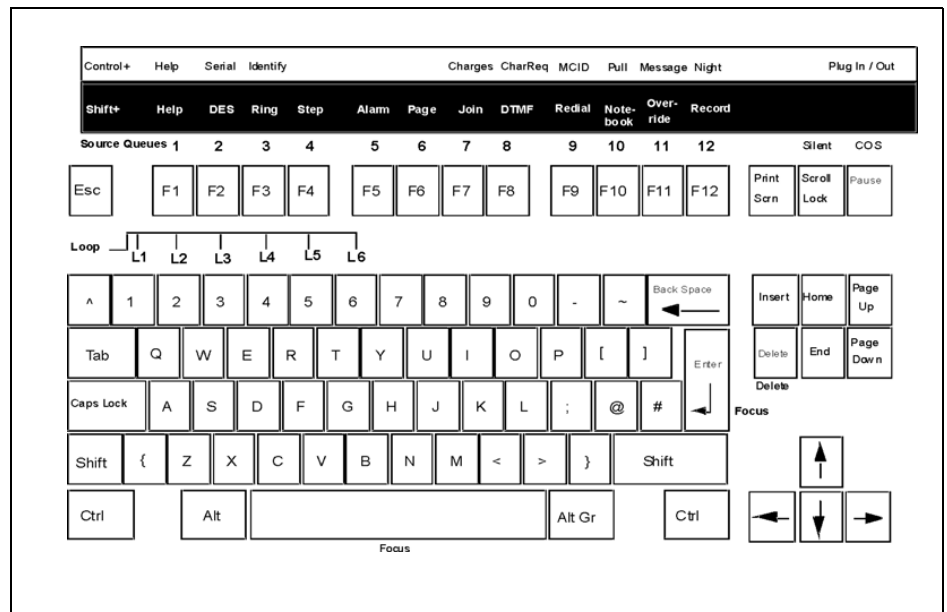 Control+ Help Serial Identify Charges CharReq MCID Pull Message Night Plug In / Out
Shift+ Help DES Ring Step Alarm Page Join DTMF Redial Note-book Over-ride Record
Source Queues 1 2 3 4 5 6 7 8 9 10 11 12 Silent COS
Esc F1 F2 F3 F4 F5 F6 F7 F8 F9 F10 F11 F12 Print Scrn Scroll Lock Pause
Loop L1 L2 L3 L4 L5 L6
^ 1 2 3 4 5 6 7 8 9 0 - ~ Back Space Insert Home Page Up
Tab Q W E R T Y U I O P [ ] Enter Delete End Page Down
Delete
Caps Lock A S D F G H J K L ; @ # Focus
Shift { Z X C V B N M < > } Shift
Ctrl Alt Alt Gr Ctrl
Focus